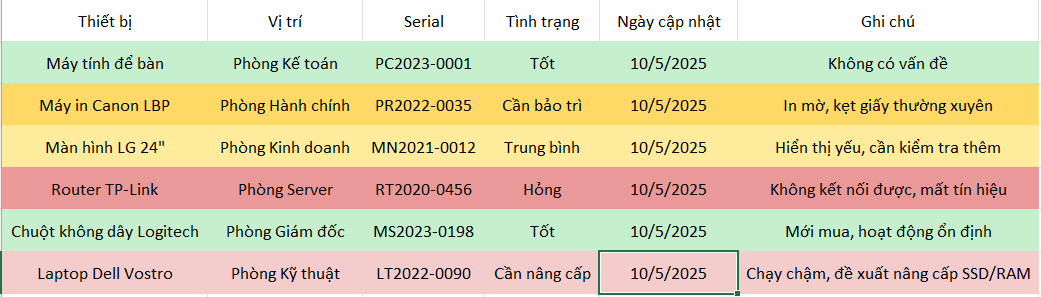 Thiết bị Vị trí Serial Tình trạng Ngày cập nhật Ghi chú
Máy tính để bàn Phòng Kế toán PC2023-0001 Tốt 10/5/2025 Không có vấn đề
Máy in Canon LBP Phòng Hành chính PR2022-0035 Cần bảo trì 10/5/2025 In mờ, kẹt giấy thường xuyên
Màn hình LG 24" Phòng Kinh doanh MN2021-0012 Trung bình 10/5/2025 Hiển thị yếu, cần kiểm tra thêm
Router TP-Link Phòng Server RT2020-0456 Hỏng 10/5/2025 Không kết nối được, mất tín hiệu
Chuột không dây Logitech Phòng Giám đốc MS2023-0198 Tốt 10/5/2025 Mới mua, hoạt động ổn định
Laptop Dell Vostro Phòng Kỹ thuật LT2022-0090 Cần nâng cấp 10/5/2025 Chạy chậm, đề xuất nâng cấp SSD/RAM